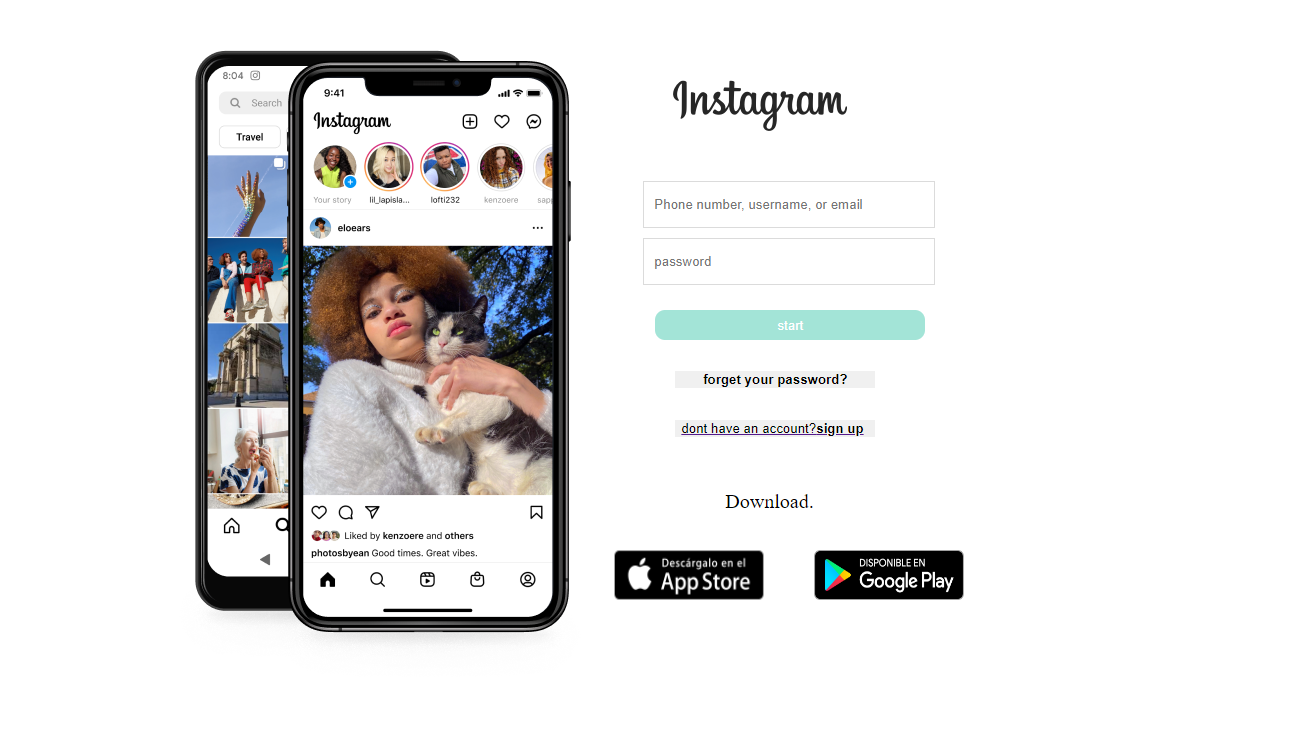 8:04
Search
Travel
9:41
Instagram
Your story
lil_lapisla...
lofti232
kenzoere
sapp
eloears
Liked by kenzoere and others
photosbyean Good times. Great vibes.
Instagram
Phone number, username, or email
password
start
forget your password?
dont have an account?sign up
Download.
Descárgalo en el
App Store
DISPONIBLE EN
Google Play